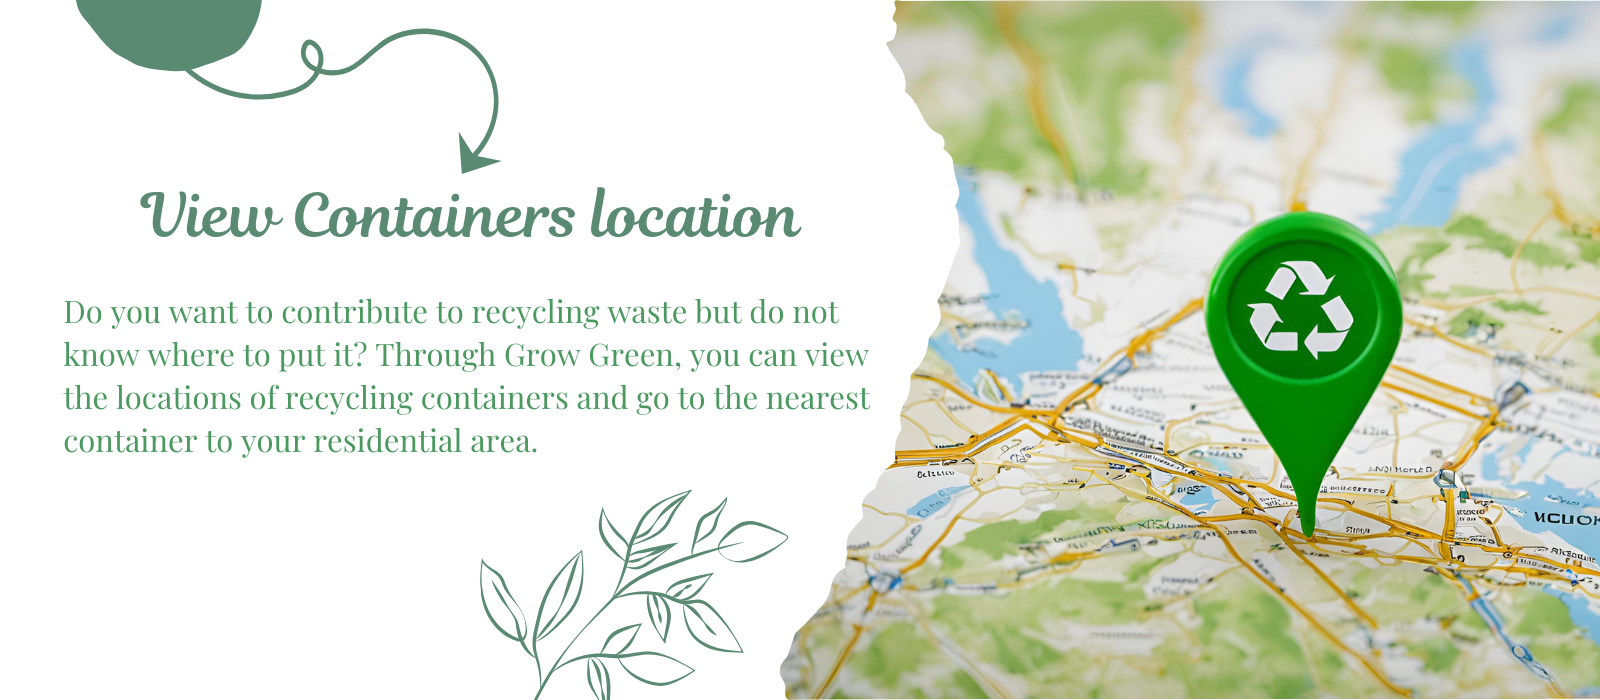 View Containers location
Do you want to contribute to recycling waste but do not
know where to put it? Through Grow Green, you can view
the locations of recycling containers and go to the nearest
container to your residential area.